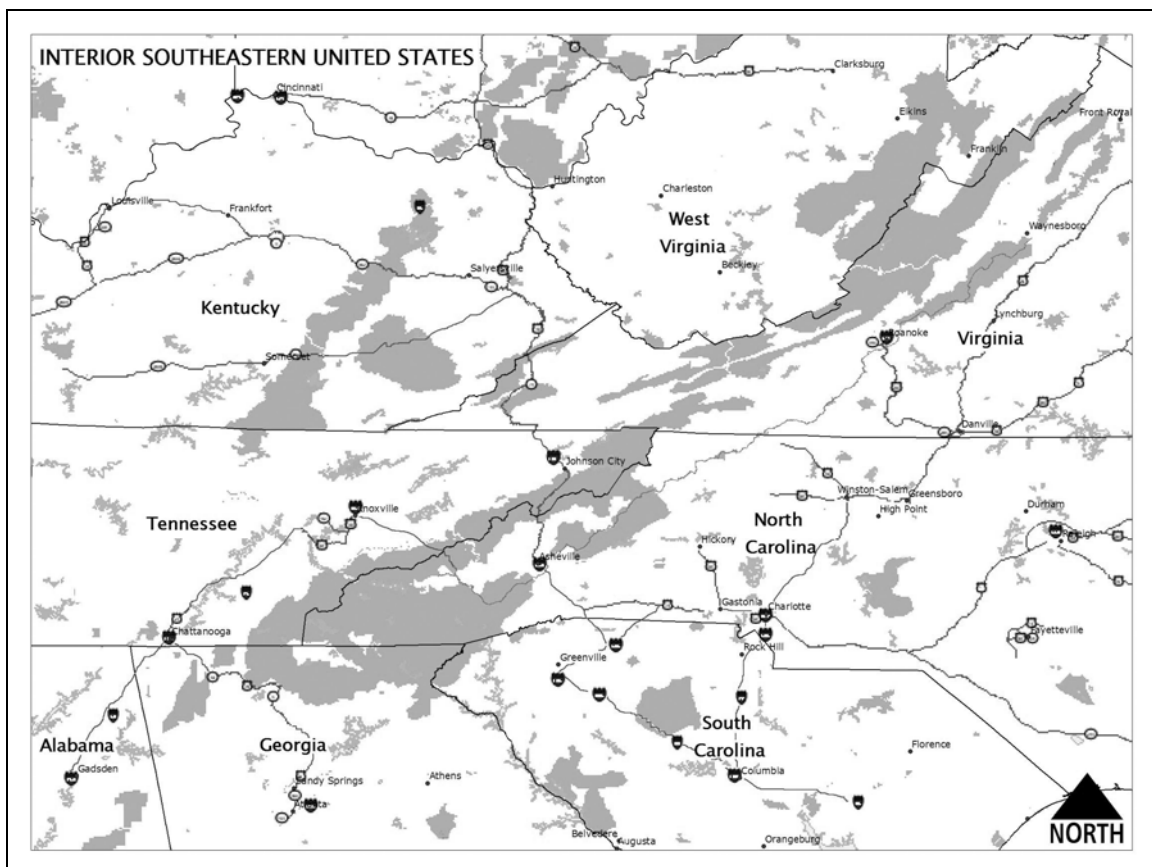 INTERIOR SOUTHEASTERN UNITED STATES
Clarksburg
Cincinnati
Elkins
Front Royal
Franklin
Huntington
Charleston
Louisville
Frankfort
West
Virginia
Waynesboro
Beckley
Salyersville
Kentucky
Lynchburg
Roanoke
Virginia
Somerset
Danville
Johnson City
Winston-Salem
Greensboro
Knoxville
High Point
Durham
Tennessee
North
Carolina
Raleigh
Hickory
Asheville
Gastonia
Charlotte
Chattanooga
Fayetteville
Rock Hill
Greenville
South
Carolina
Alabama
Georgia
Florence
Gadsden
Sandy Springs
Athens
Columbia
Atlanta
NORTH
Belvedere
Augusta
Orangeburg